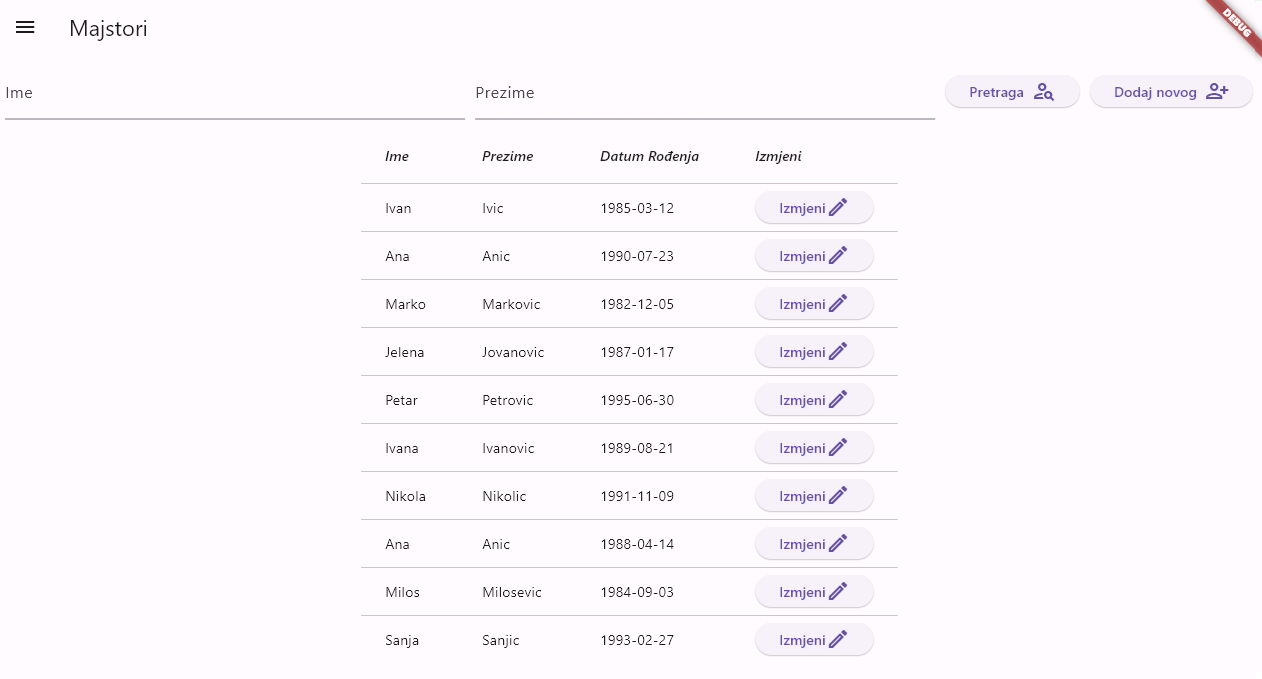 Majstori
DEBUG
Ime Prezime Pretraga Dodaj novog
Ime Prezime Datum Rođenja Izmjeni
Ivan Ivic 1985-03-12 Izmjeni
Ana Anic 1990-07-23 Izmjeni
Marko Markovic 1982-12-05 Izmjeni
Jelena Jovanovic 1987-01-17 Izmjeni
Petar Petrovic 1995-06-30 Izmjeni
Ivana Ivanovic 1989-08-21 Izmjeni
Nikola Nikolic 1991-11-09 Izmjeni
Ana Anic 1988-04-14 Izmjeni
Milos Milosevic 1984-09-03 Izmjeni
Sanja Sanjic 1993-02-27 Izmjeni